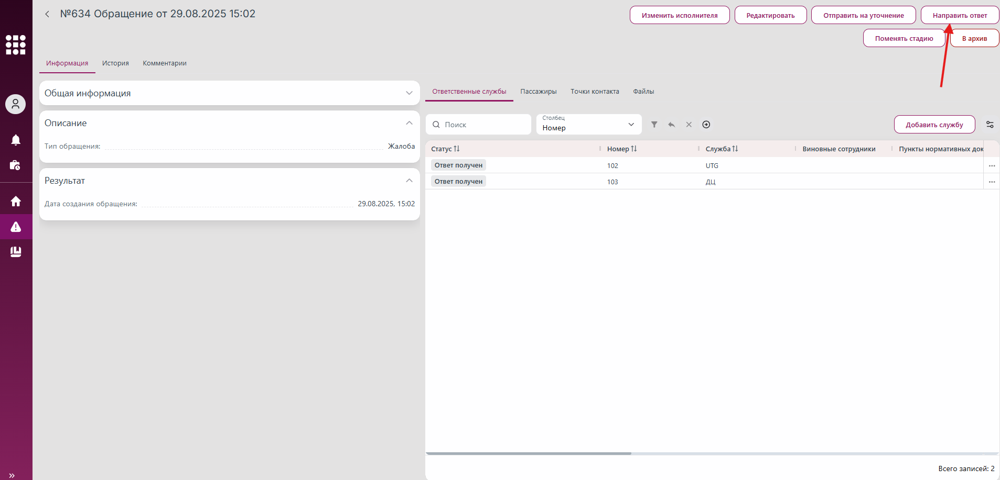 №634 Обращение от 29.08.2025 15:02
Изменить исполнителя
Редактировать
Отправить на уточнение
Направить ответ
Поменять стадию
В архив
Информация
История
Комментарии
Общая информация
Описание
Тип обращения:
Жалоба
Результат
Дата создания обращения:
29.08.2025, 15:02
Ответственные службы
Пассажиры
Точки контакта
Файлы
Поиск
Столбец
Номер
Добавить службу
Статус
Номер
Служба
Виновные сотрудники
Пункты нормативных док
Ответ получен
102
UTG
Ответ получен
103
ДЦ
Всего записей: 2